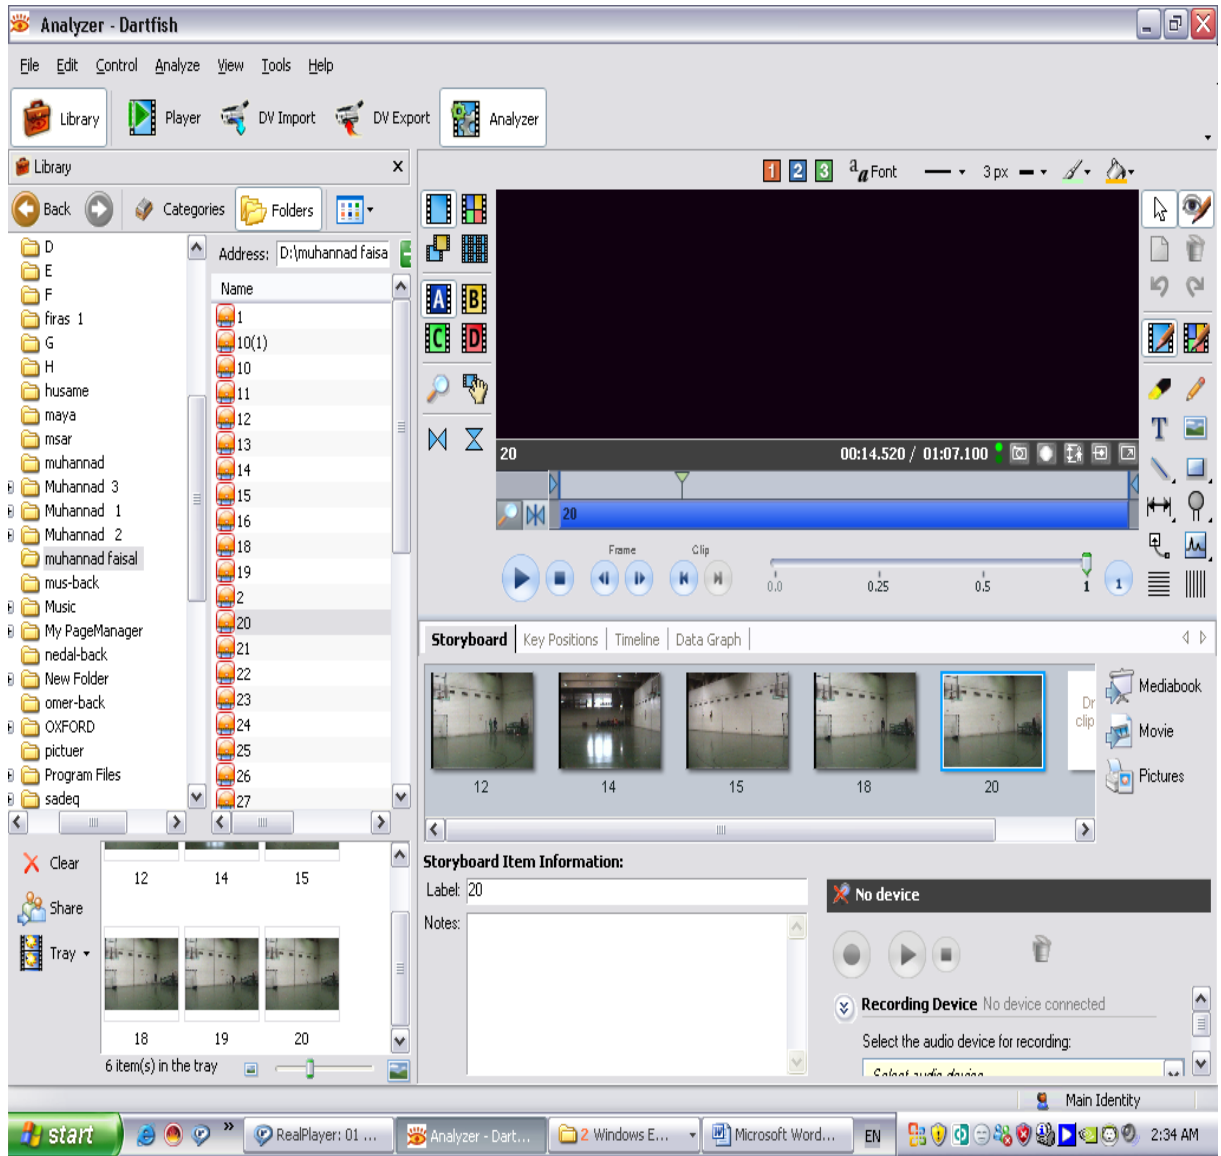 Analyzer - Dartfish
File Edit Control Analyze View Tools Help
Library Player DV Import DV Export Analyzer
Library
1 2 3 aa Font 3 px
Back Categories Folders
D
E
F
firas 1
G
H
husame
maya
msar
muhannad
Muhannad 3
Muhannad 1
Muhannad 2
muhannad faisal
mus-back
Music
My PageManager
nedal-back
New Folder
omer-back
OXFORD
pictuer
Program Files
sadeq
Address: D:\muhannad faisa
Name
1
10(1)
10
11
12
13
14
15
16
18
19
2
20
21
22
23
24
25
26
27
A B
C D
20 00:14.520 / 01:07.100
20
Frame Clip
0.0 0.25 0.5 1 1
T
Storyboard Key Positions Timeline Data Graph
12 14 15 18 20
Dr
clip
Mediabook
Movie
Pictures
Clear
Share
Tray
12 14 15
18 19 20
6 item(s) in the tray
Storyboard Item Information:
Label: 20
Notes:
No device
Recording Device No device connected
Select the audio device for recording:
Select audio device
Main Identity
start » RealPlayer: 01 ... Analyzer - Dart... 2 Windows E... Microsoft Word... EN 2:34 AM